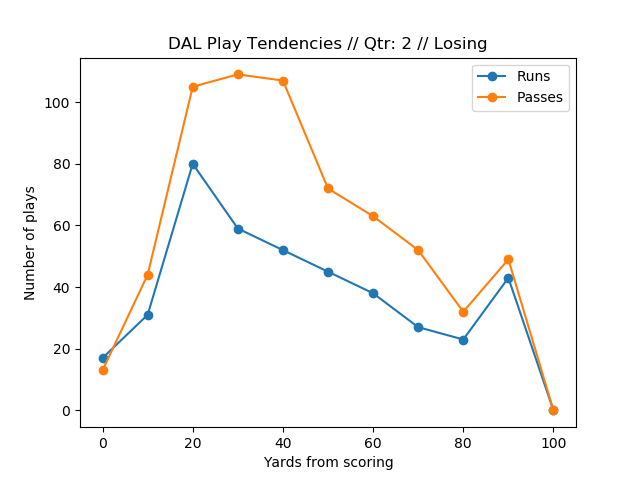 DAL Play Tendencies // Qtr: 2 // Losing
Runs
Passes
Number of plays
100
80
60
40
20
0
0 20 40 60 80 100
Yards from scoring